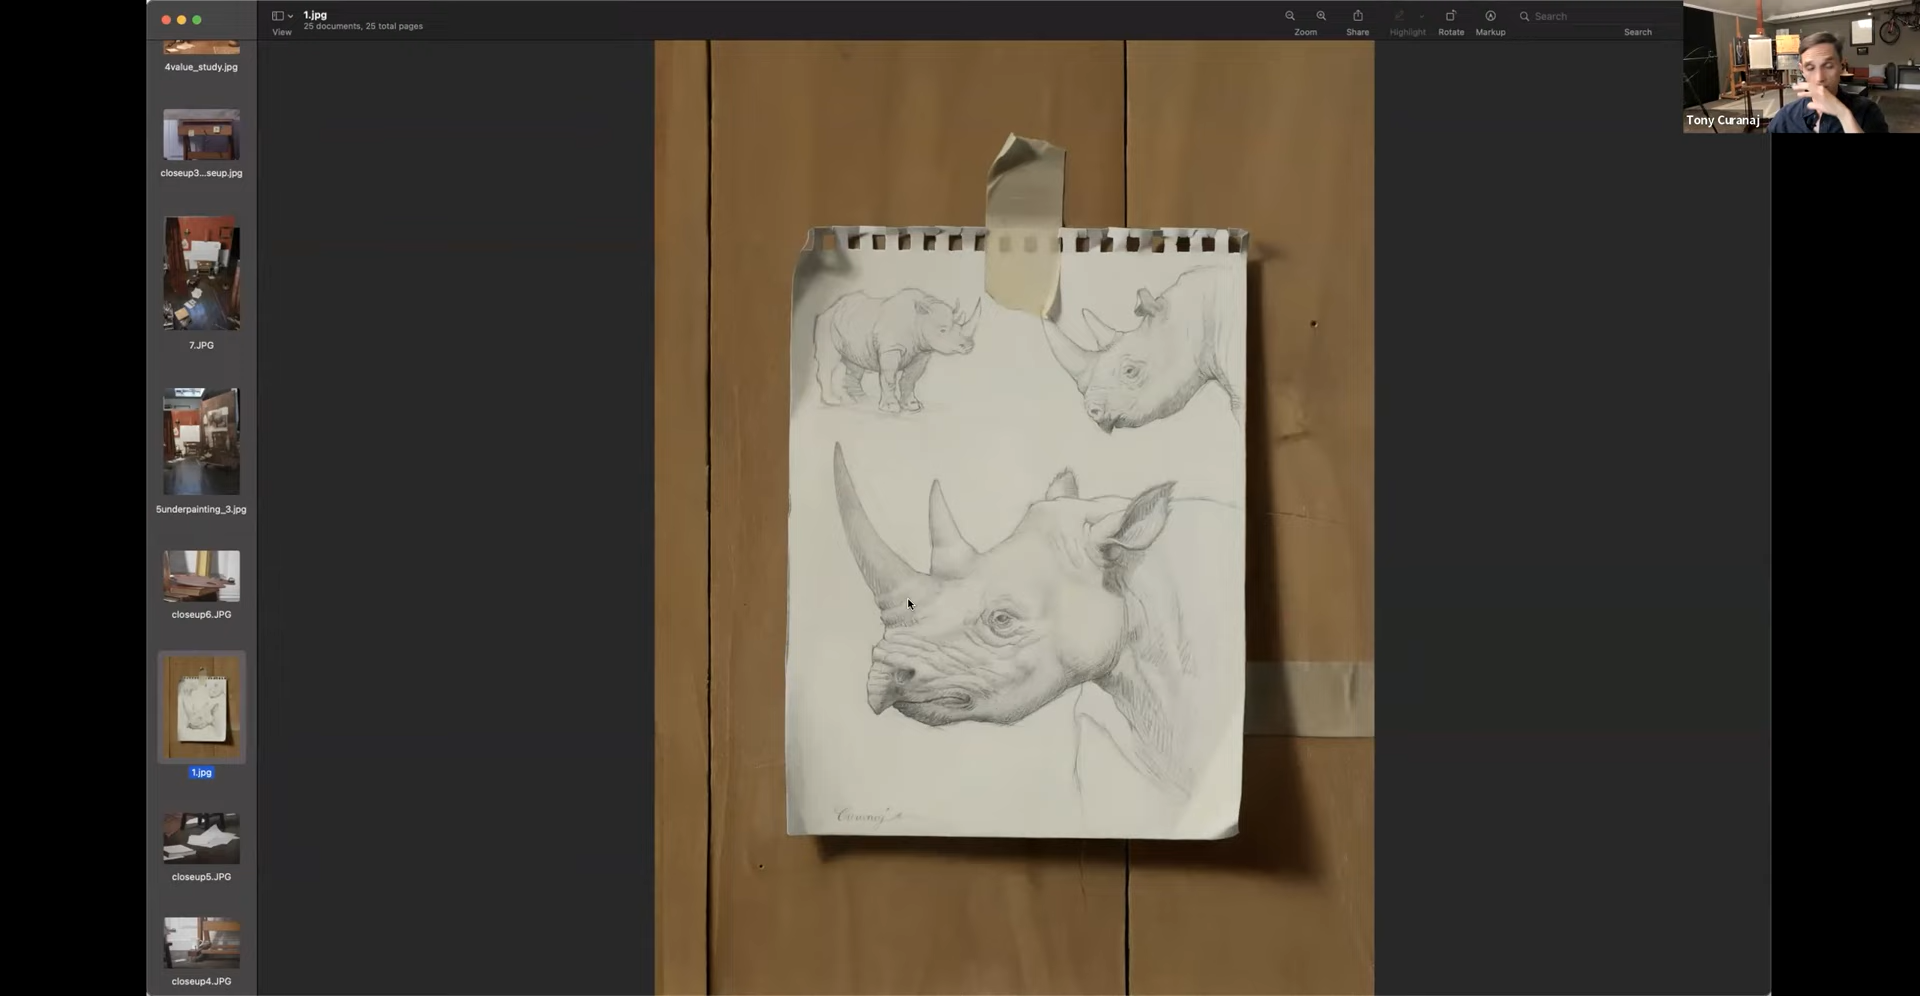 1.jpg
25 documents, 25 total pages
View
Zoom
Share
Highlight
Rotate
Markup
Search
Search
Tony Curanaj
4value_study.jpg
closeup3...seup.jpg
7.JPG
5underpainting_3.jpg
closeup6.JPG
1.jpg
closeup5.JPG
closeup4.JPG
Curanaj